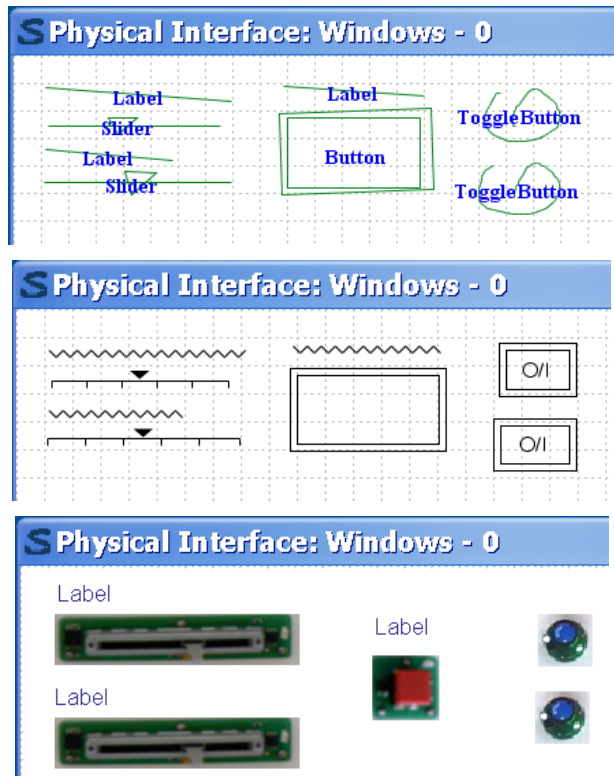 S Physical Interface: Windows - 0
Label
Label
ToggleButton
Slider
Label
Button
Slider
ToggleButton
S Physical Interface: Windows - 0
O/I
O/I
S Physical Interface: Windows - 0
Label
Label
Label